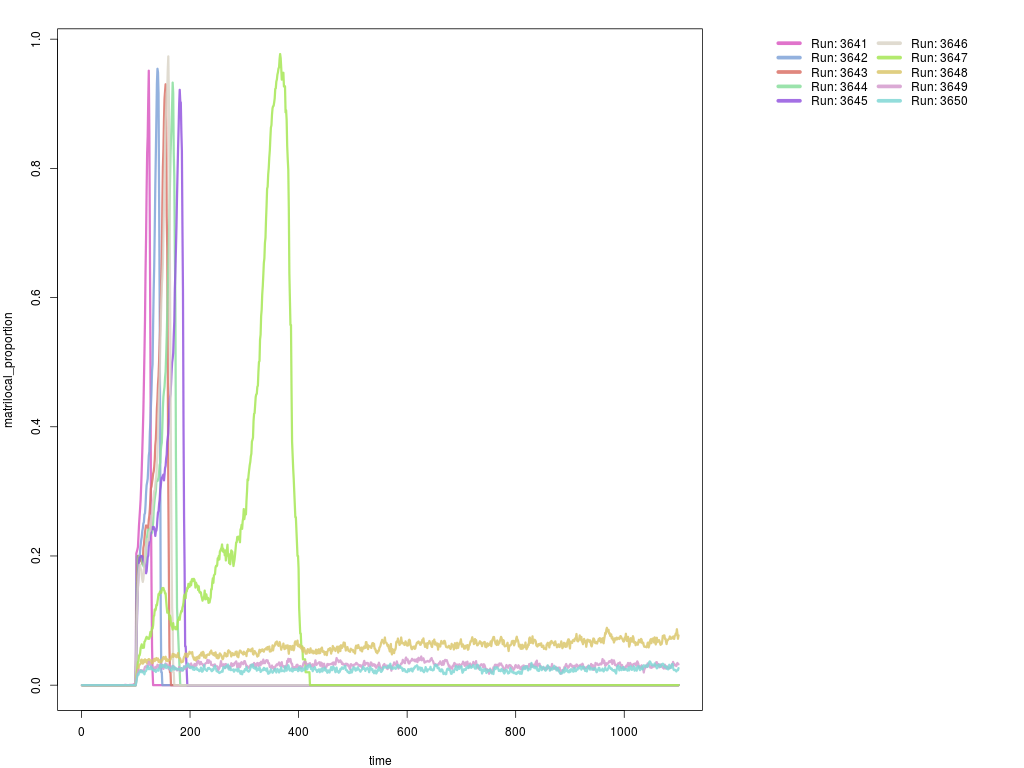 1.0
0.8
0.6
0.4
0.2
0.0
matrilocal_proportion
0 200 400 600 800 1000
time
Run: 3641 Run: 3646
Run: 3642 Run: 3647
Run: 3643 Run: 3648
Run: 3644 Run: 3649
Run: 3645 Run: 3650